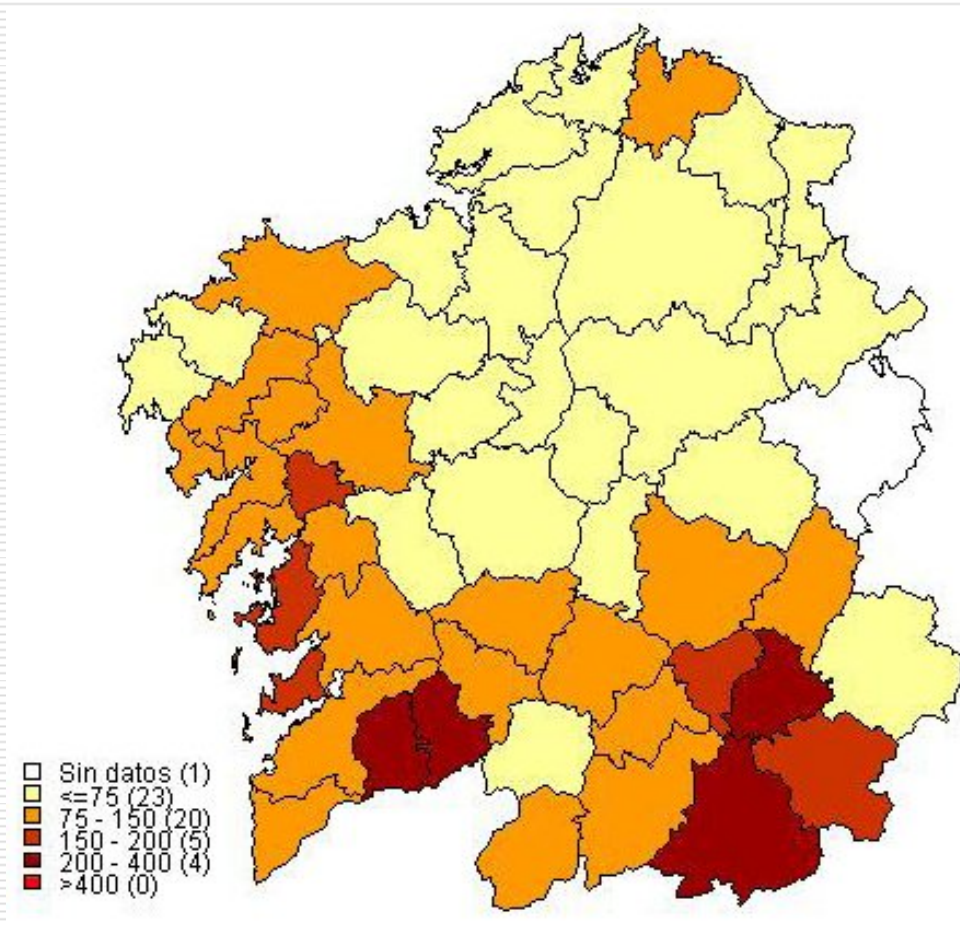 Sin datos (1)
<=75 (23)
75 - 150 (20)
150 - 200 (5)
200 - 400 (4)
>400 (0)